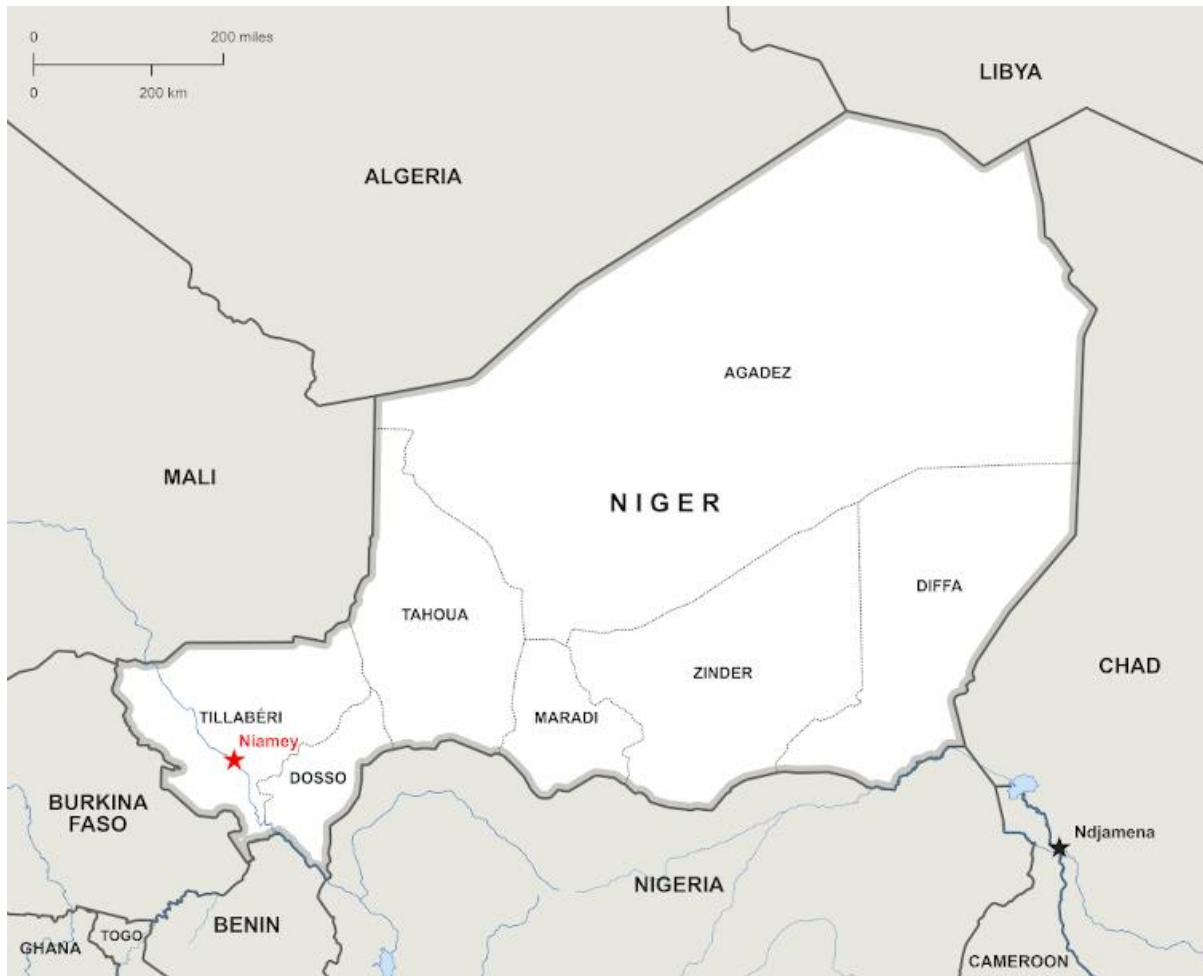 0 200 miles
0 200 km
LIBYA
ALGERIA
AGADEZ
MALI
NIGER
DIFFA
TAHOUA
CHAD
ZINDER
MARADI
TILLABÉRI
Niamey
DOSSO
BURKINA
FASO
Ndjamena
NIGERIA
BENIN
TOGO
GHANA
CAMEROON